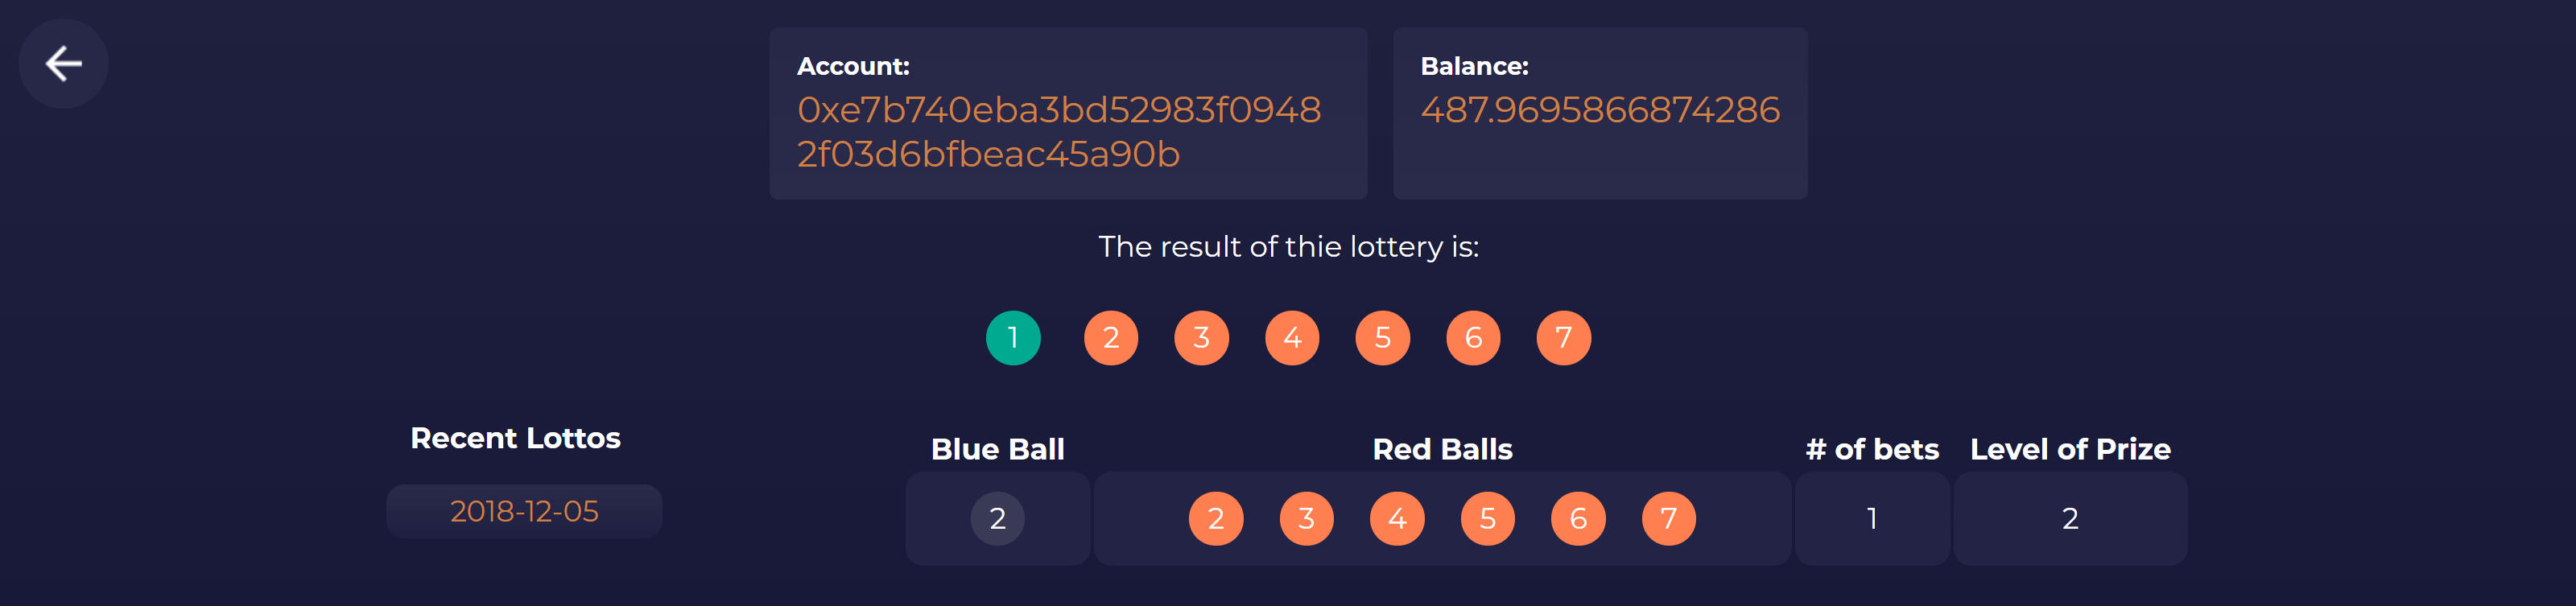 Account:
0xe7b740eba3bd52983f0948
2f03d6bfbeac45a90b
Balance:
487.9695866874286
The result of thie lottery is:
1 2 3 4 5 6 7
Recent Lottos
2018-12-05
Blue Ball Red Balls # of bets Level of Prize
2 2 3 4 5 6 7 1 2